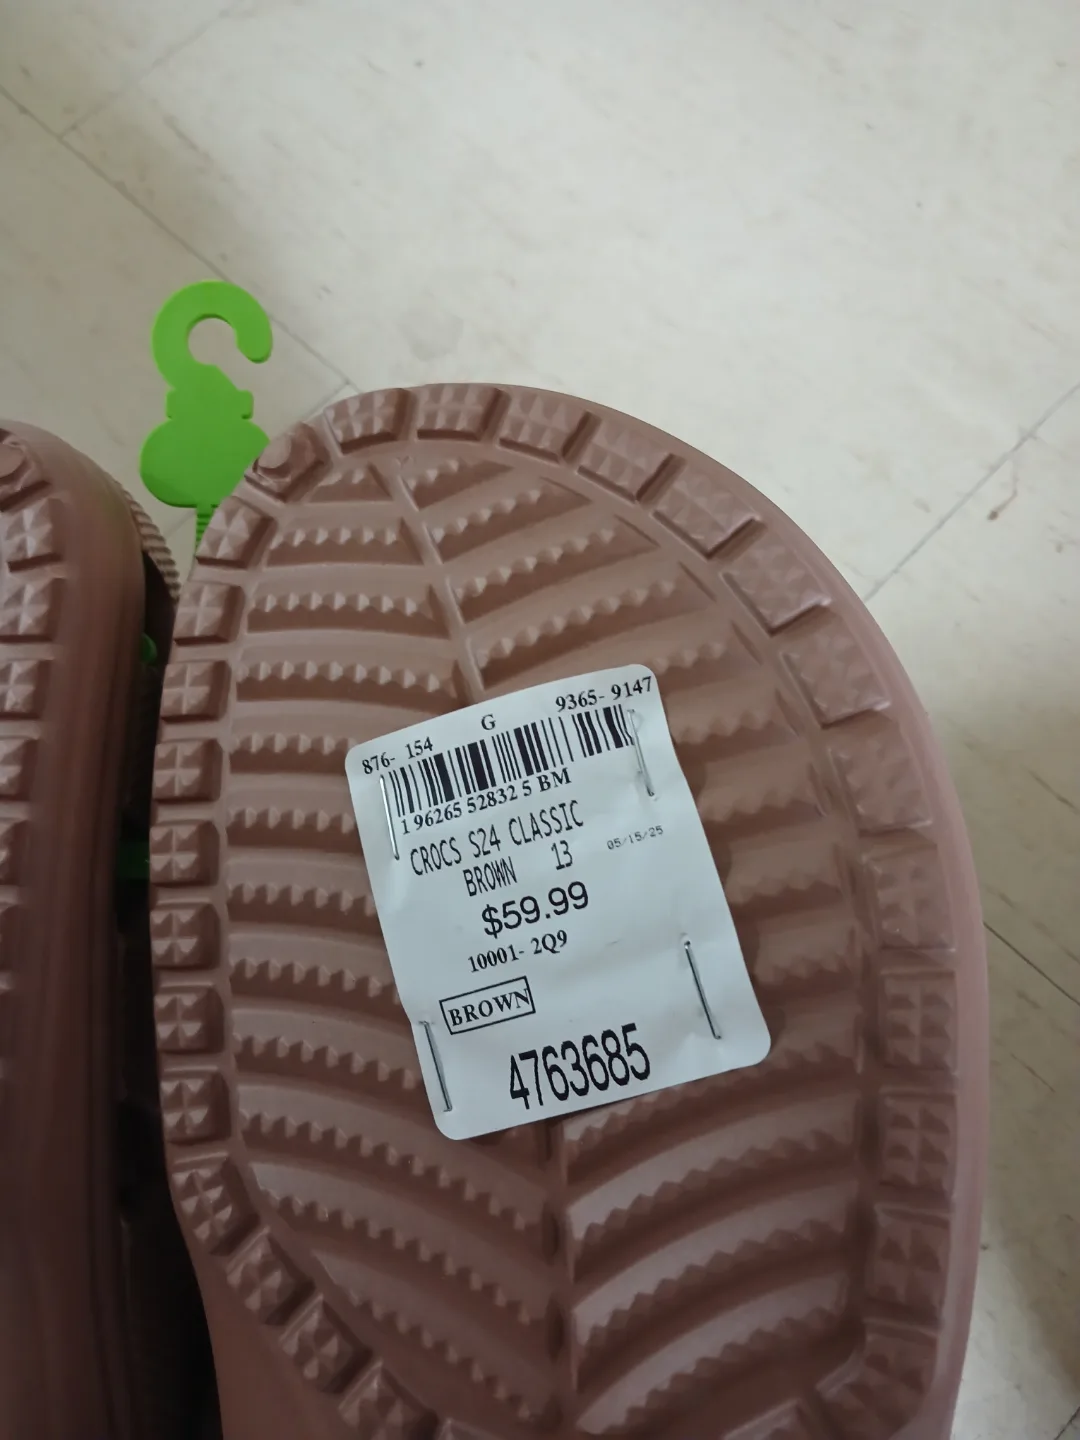 876- 154 G 9365- 9147
1 96265 52832 5 BM
CROCS S24 CLASSIC
BROWN 13 05/15/25
$59.99
10001- 2Q9
BROWN
4763685